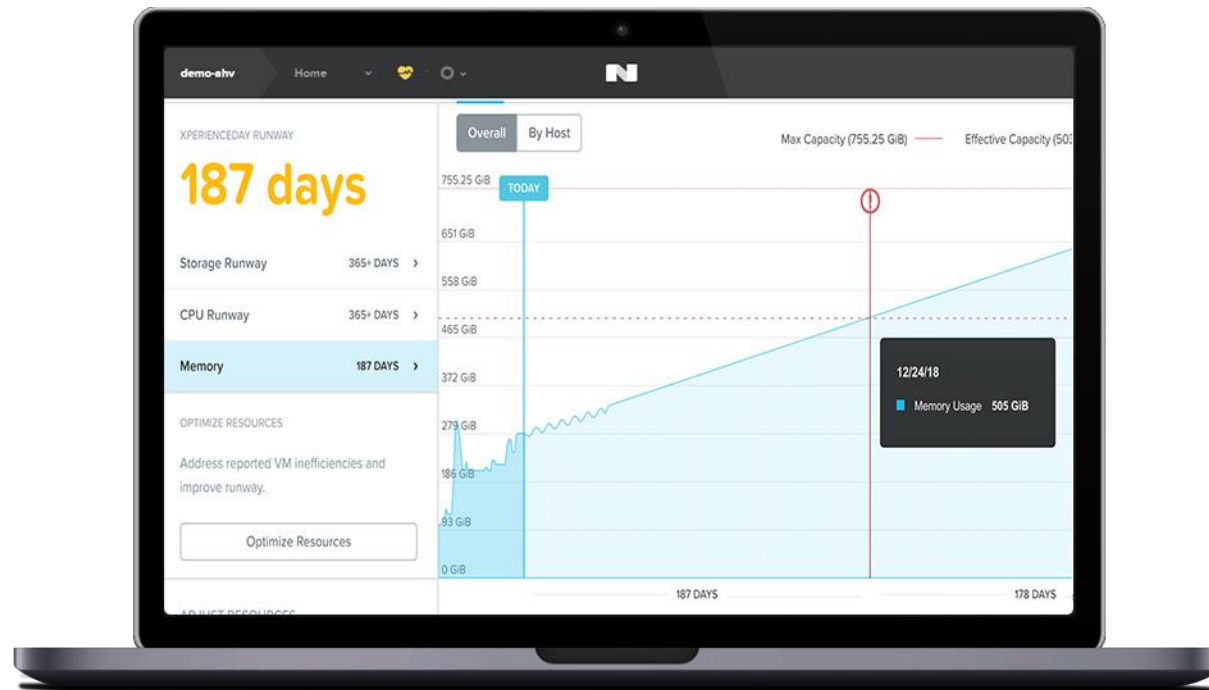 demo-ahv Home
XPERIENCEDAY RUNWAY
187 days
Storage Runway 365+ DAYS
CPU Runway 365+ DAYS
Memory 187 DAYS
OPTIMIZE RESOURCES
Address reported VM inefficiencies and
improve runway.
Optimize Resources
Overall By Host
Max Capacity (755.25 GiB) Effective Capacity (503
755.25 GiB
TODAY
651 GiB
558 GiB
465 GiB
372 GiB
279 GiB
186 GiB
93 GiB
0 GiB
12/24/18
Memory Usage 505 GiB
187 DAYS 178 DAYS